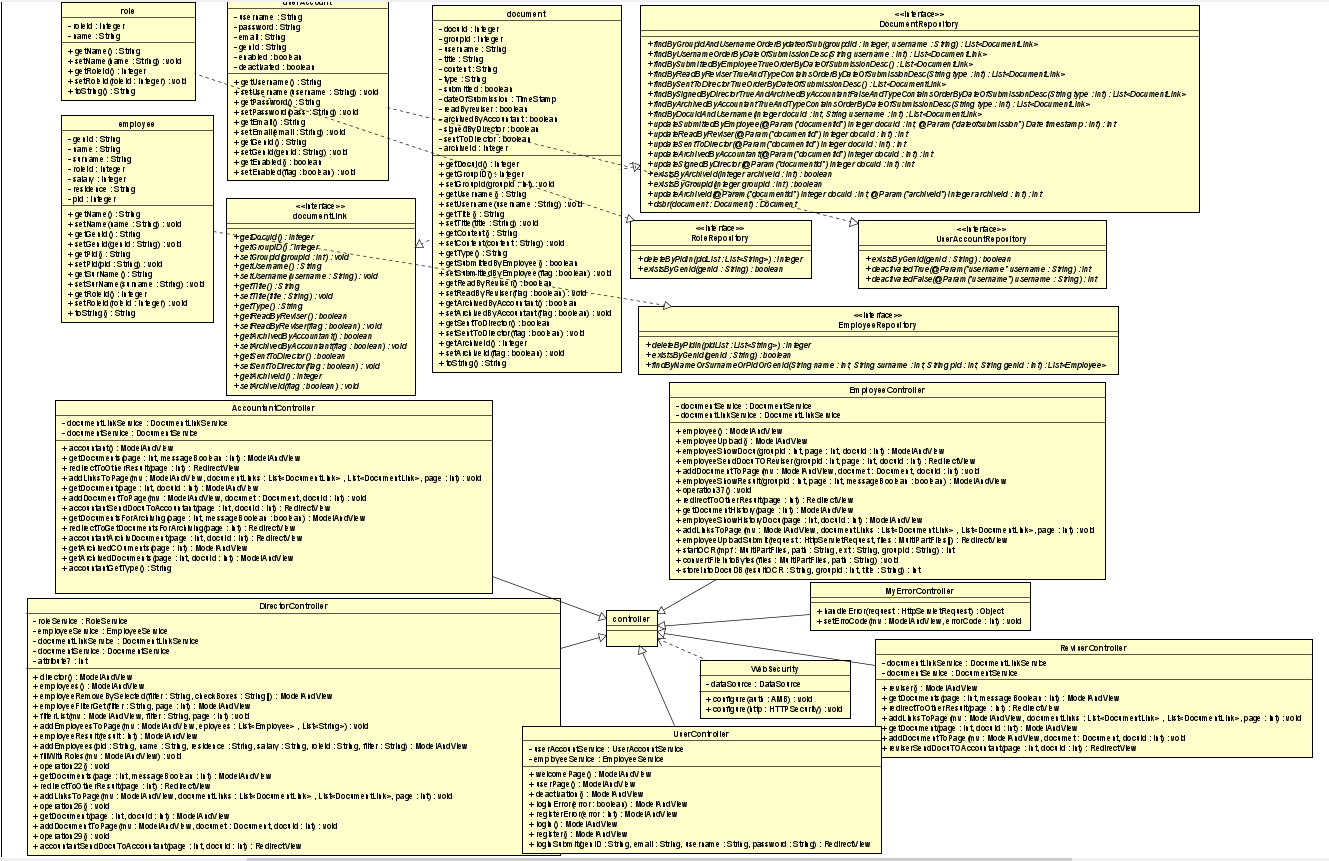 role
- roleId : Integer
- name : String
+ getName() : String
+ setName(name : String) : void
+ getRoleId() : Integer
+ setRoleId(roleId : Integer) : void
+ toString() : String
userAccount
- username : String
- password : String
- email : String
- genId : String
- enabled : boolean
- deactivated : boolean
+ getUsername() : String
+ setUsername(username : String) : void
+ getPassword() : String
+ setPassword(pass : String) : void
+ getEmail() : String
+ setEmail(email : String) : void
+ getGenId() : String
+ setGenId(genId : String) : void
+ getEnabled() : boolean
+ setEnabled(flag : boolean) : void
document
- docuId : Integer
- groupId : Integer
- username : String
- title : String
- content : String
- type : String
- submitted : boolean
- dateOfSubmission : TimeStamp
- readByreviser : boolean
- archivedByAccountant : boolean
- signedByDirector : boolean
- sentToDirector : boolean
- archiveId : Integer
+ getDocuId() : Integer
+ getGroupID() : Integer
+ setGroupId(groupId : Int) : void
+ getUsername() : String
+ setUsername(username : String) : void
+ getTitle() : String
+ setTitle(title : String) : void
+ getContent() : String
+ setContent(content : String) : void
+ getType() : String
+ getSubmittedByEmployee() : boolean
+ setSubmittedByEmployee(flag : boolean) : void
+ getReadByReviser() : boolean
+ setReadByReviser(flag : boolean) : void
+ getArchivedByAccountant() : boolean
+ setArchivedByAccountant(flag : boolean) : void
+ getSentToDirector() : boolean
+ setSentToDirector(flag : boolean) : void
+ getArchiveId() : Integer
+ setArchiveId(flag : boolean) : void
+ toString() : String
<<Interface>>
DocumentRepository
+ findByGroupIdAndUsernameOrderBydateofSub(groupdId : Integer, username : String) : List<DocumentLink>
+ findByUsernameOrderByDateOfSubmissionDesc(String username : int) : List<DocumentLink>
+ findBySubmittedByEmployeeTrueOrderByDateOfSubmissionDesc() : List<DocumentLink>
+ findByReadByReviserTrueAndTypeContainsOrderByDateOfSubmissionDesc(String type : int) : List<DocumentLink>
+ findBySentToDirectorTrueOrderByDateOfSubmissionDesc() : List<DocumentLink>
+ findBySignedByDirectorTrueAndArchivedByAccountantFalseAndTypeContainsOrderByDateOfSubmissionDesc(String type : int) : List<DocumentLink>
+ findByArchivedByAccountantTrueAndTypeContainsOrderByDateOfSubmissionDesc(String type : int) : List<DocumentLink>
+ findByDocuIdAndUsername(Integer docuId : int, String username : int) : List<DocumentLink>
+ updateSubmittedByEmployee(@Param ("documentId") Integer docuId : int, @Param ("dateofsubmission") Date timestamp : int) : int
+ updateReadByReviser(@Param ("documentId") Integer docuId : int) : int
+ updateSentToDirector(@Param ("documentId") Integer docuId : int) : int
+ updateArchivedByAccountant(@Param ("documentId") Integer docuId : int) : int
+ updateSignedByDirector(@Param ("documentId") Integer docuId : int) : int
+ existsByArchiveId(Integer archiveId : int) : boolean
+ existsByGroupId(Integer groupId : int) : boolean
+ updateArchiveId(@Param ("documentId") Integer docuId : int, @Param ("archiveId") Integer archiveId : int) : int
+ dsbr(document : Document) : Document
employee
- genId : String
- name : String
- surname : String
- roleId : Integer
- salary : Integer
- residence : String
- pid : Integer
+ getName() : String
+ setName(name : String) : void
+ getGenId() : String
+ setGenId(genId : String) : void
+ getPid() : String
+ setPid(pid : String) : void
+ getSurName() : String
+ setSurName(surname : String) : void
+ getRoleId() : Integer
+ setRoleId(roleId : Integer) : void
+ toString() : String
<<Interface>>
documentLink
+ getDocuId() : Integer
+ getGroupID() : Integer
+ setGroupId(groupId : int) : void
+ getUsername() : String
+ setUsername(username : String) : void
+ getTitle() : String
+ setTitle(title : String) : void
+ getType() : String
+ getReadByReviser() : boolean
+ setReadByReviser(flag : boolean) : void
+ getArchivedByAccountant() : boolean
+ setArchivedByAccountant(flag : boolean) : void
+ getSentToDirector() : boolean
+ setSentToDirector(flag : boolean) : void
+ getArchiveId() : Integer
+ setArchiveId(flag : boolean) : void
<<Interface>>
RoleRepository
+ deleteByPidIn(pidList : List<String>) : Integer
+ existsByGenId(genId : String) : boolean
<<Interface>>
UserAccountRepository
+ existsByGenId(genId : String) : boolean
+ deactivatedTrue(@Param ("username" username : String) : int
+ deactivatedFalse(@Param ("username") username : String) : int
<<Interface>>
EmployeeRepository
+ deleteByPidIn(pidList : List<String>) : Integer
+ existsByGenId(genId : String) : boolean
+ findByNameOrSurnameOrPidOrGenId(String name : int, String surname : int, String pid : int, String genId : int) : List<Employee>
AccountantController
- documentLinkService : DocumentLinkService
- documentService : DocumentService
+ accountant() : ModelAndView
+ getDocuments(page : Int, messageBoolean : Int) : ModelAndView
+ redirectToOtherResult(page : Int) : RedirectView
+ addLinksToPage(mv : ModelAndView, documentLinks : List<DocumentLink> , List<DocumentLink>, page : Int) : void
+ getDocument(page : Int, docuId : Int) : ModelAndView
+ addDocumentToPage(mv : ModelAndView, documet : Document, docuId : Int) : void
+ accountantSendDocuToAccountant(page : Int, docuId : Int) : RedirectView
+ getDocumentsForArchiving(page : Int, messageBoolean : boolean) : ModelAndView
+ redirectToGetDocumentsForArchiving(page : Int) : RedirectView
+ accountantArchivDocument(page : Int, docuId : Int) : RedirectView
+ getArchivedCOuments(page : Int) : ModelAndView
+ getArchivedDocuments(page : Int, docuId : Int) : ModelAndView
+ accountantGetType() : String
EmployeeController
- documentService : DocumentService
- documentLinkService : DocumentLinkService
+ employee() : ModelAndView
+ employeeUpload() : ModelAndView
+ employeeShowDocu(groupId : Int, page : Int, docuId : Int) : ModelAndView
+ employeeSendDocuTOReviser(groupId : Int, page : Int, docuId : Int) : RedirectView
+ addDocumentToPage(mv : ModelAndView, documet : Document, docuId : Int) : void
+ employeeShowResult(groupId : Int, page : Int, messageBoolean : boolean) : ModelAndView
+ operation37() : void
+ redirectToOtherResult(page : Int) : RedirectView
+ getDocumentHistory(page : Int) : ModelAndView
+ employeeShowHistoryDocu(page : Int, docuId : Int) : ModelAndView
+ addLinksToPage(mv : ModelAndView, documentLinks : List<DocumentLink> , List<DocumentLink>, page : Int) : void
+ employeeUploadSubmit(request : HttpServletRequest, files : MultiPartFiles[]) : RedirectView
+ startOCR(mpf : MultiPartFiles, path : String, ext : String, groupId : String) : Int
+ convertFileIntoBytes(files : MultiPartFiles, path : String) : void
+ storeIntoDocuDB(resultOCR : String, groupId : Int, title : String) : Int
MyErrorController
+ handleError(request : HttpServletRequest) : Object
+ setErroCode(mv : ModelAndView, errorCode : Int) : void
controller
DirectorController
- roleService : RoleService
- employeeService : EmployeeService
- documentLinkService : DocumentLinkService
- documentService : DocumentService
- attribute7 : Int
+ director() : ModelAndView
+ employees() : ModelAndView
+ employeeRemoveBySelected(filter : String, checkBoxes : String[]) : ModelAndView
+ employeeFilterGet(filter : String, page : Int) : ModelAndView
+ filterList(mv : ModelAndView, filter : String, page : Int) : void
+ addEmployeesToPage(mv : ModelAndView, eployees : List<Employee> , List<String>) : void
+ employeeResult(result : Int) : ModelAndView
+ addEmployees(pid : String, name : String, residence : String, salary : String, roleId : String, filter : String) : ModelAndView
+ fillWithRoles(mv : ModelAndView) : void
+ operation22() : void
+ getDocuments(page : Int, messageBoolean : Int) : ModelAndView
+ redirectToOtherResult(page : Int) : RedirectView
+ addLinksToPage(mv : ModelAndView, documentLinks : List<DocumentLink> , List<DocumentLink>, page : Int) : void
+ operation26() : void
+ getDocument(page : Int, docuId : Int) : ModelAndView
+ addDocumentToPage(mv : ModelAndView, documet : Document, docuId : Int) : void
+ operation29() : void
+ accountantSendDocuToAccountant(page : Int, docuId : Int) : RedirectView
WebSecurity
- dataSource : DataSource
+ configure(auth : AMB) : void
+ configure(http : HTTPSecurity) : void
ReviserController
- documentLinkService : DocumentLinkService
- documentService : DocumentService
+ reviser() : ModelAndView
+ getDocuments(page : Int, messageBoolean : Int) : ModelAndView
+ redirectToOtherResult(page : Int) : RedirectView
+ addLinksToPage(mv : ModelAndView, documentLinks : List<DocumentLink> , List<DocumentLink>, page : Int) : void
+ getDocument(page : Int, docuId : Int) : ModelAndView
+ addDocumentToPage(mv : ModelAndView, documet : Document, docuId : Int) : void
+ reviserSendDocuTOAccountant(page : Int, docuId : Int) : RedirectView
UserController
- userAccountService : UserAccountService
- employeeService : EmployeeService
+ welcomePage() : ModelAndView
+ userPage() : ModelAndView
+ deactivation() : ModelAndView
+ loginError(error : boolean) : ModelAndView
+ registerError(error : Int) : ModelAndView
+ login() : ModelAndView
+ register() : ModelAndView
+ loginSubmit(genID : String, email : String, username : String, password : String) : RedirectView